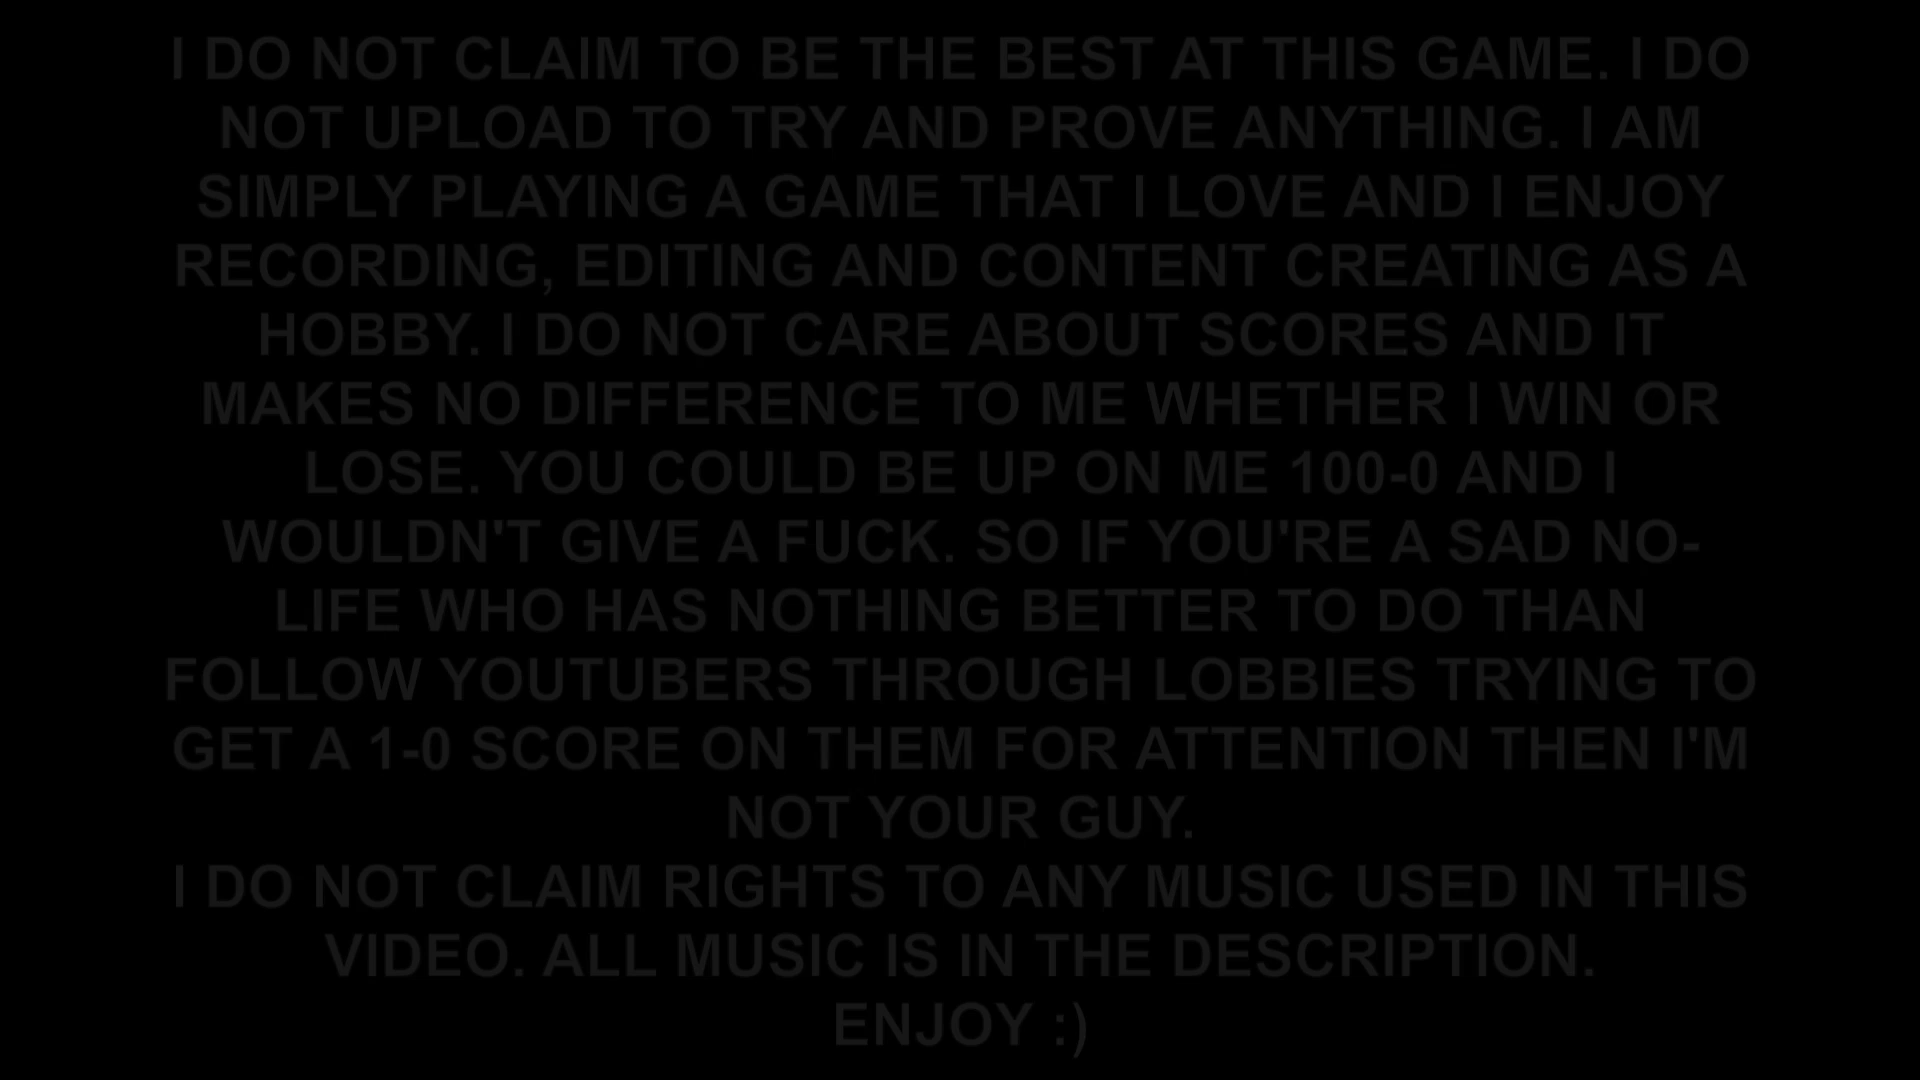 I DO NOT CLAIM TO BE THE BEST AT THIS GAME. I DO
NOT UPLOAD TO TRY AND PROVE ANYTHING. I AM
SIMPLY PLAYING A GAME THAT I LOVE AND I ENJOY
RECORDING, EDITING AND CONTENT CREATING AS A
HOBBY. I DO NOT CARE ABOUT SCORES AND IT
MAKES NO DIFFERENCE TO ME WHETHER I WIN OR
LOSE. YOU COULD BE UP ON ME 100-0 AND I
WOULDN'T GIVE A FUCK. SO IF YOU'RE A SAD NO-
LIFE WHO HAS NOTHING BETTER TO DO THAN
FOLLOW YOUTUBERS THROUGH LOBBIES TRYING TO
GET A 1-0 SCORE ON THEM FOR ATTENTION THEN I'M
NOT YOUR GUY.
I DO NOT CLAIM RIGHTS TO ANY MUSIC USED IN THIS
VIDEO. ALL MUSIC IS IN THE DESCRIPTION.
ENJOY :)